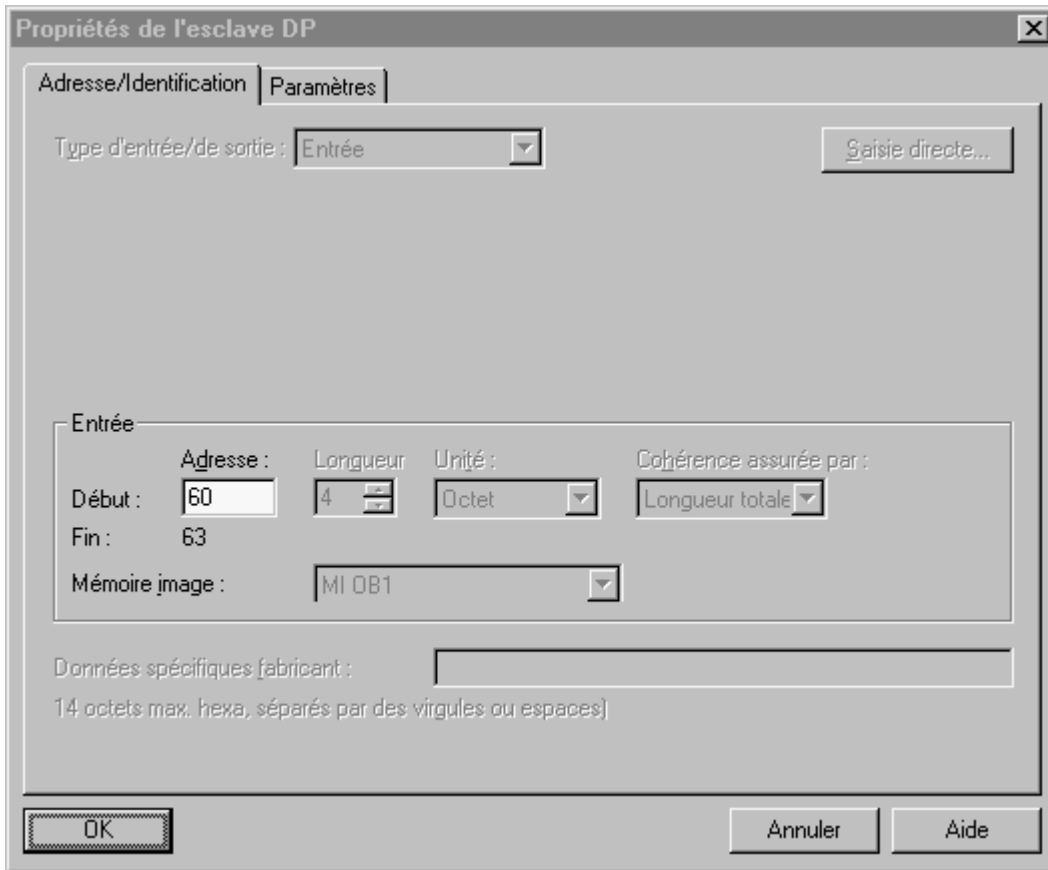 Propriétés de l'esclave DP
Adresse/Identification Paramètres
Type d'entrée/de sortie : Entrée Saisie directe...
Entrée
Adresse : Longueur Unité : Cohérence assurée par :
Début : 60 4 Octet Longueur totale
Fin : 63
Mémoire image : MI OB1
Données spécifiques fabricant :
14 octets max. hexa, séparés par des virgules ou espaces)
OK Annuler Aide